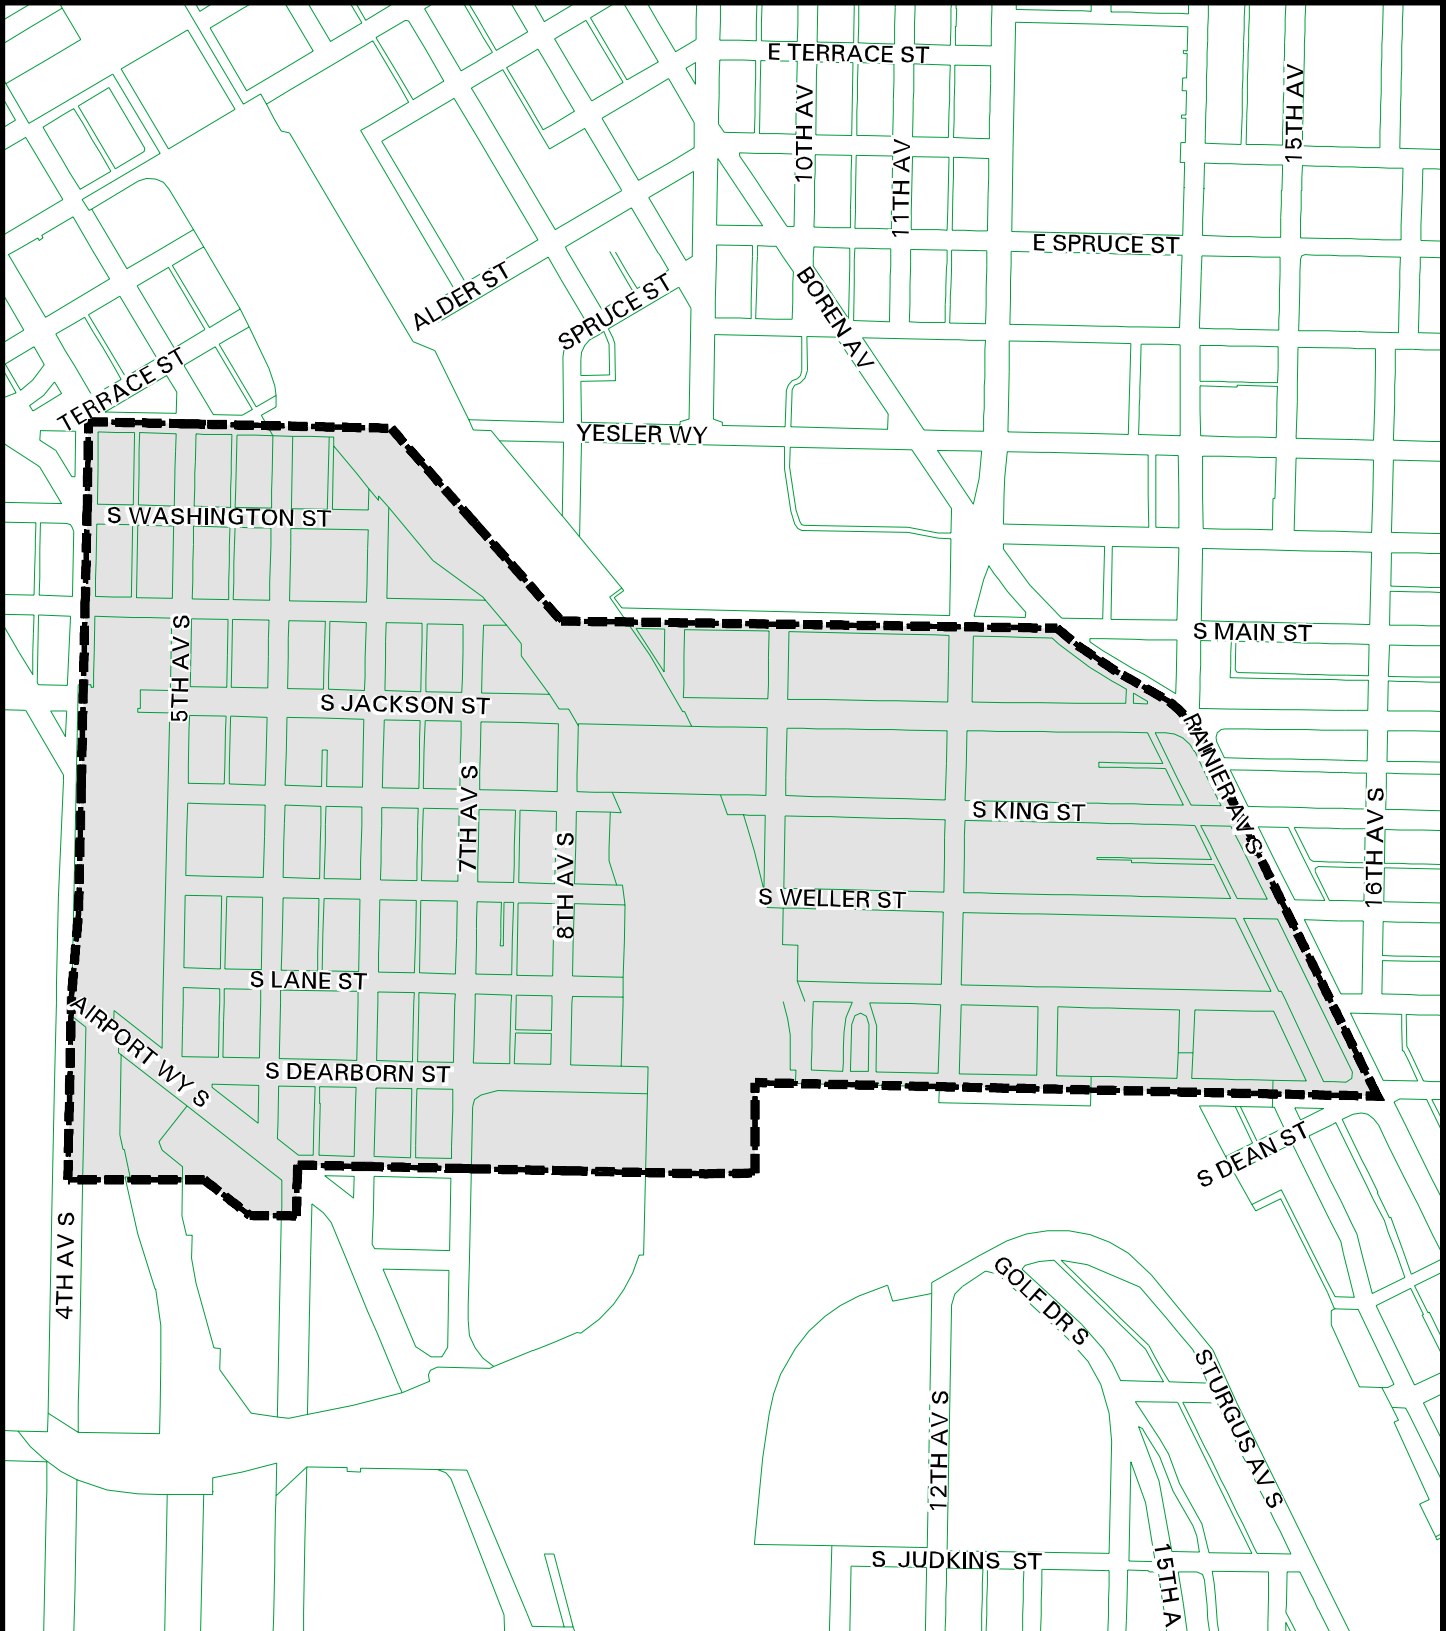 E TERRACE ST
15TH AV
10TH AV
11TH AV
E SPRUCE ST
ALDER ST
SPRUCE ST
BOREN AV
TERRACE ST
YESLER WY
S WASHINGTON ST
S MAIN ST
5TH AV S
S JACKSON ST
RAINIER AV S
7TH AV S
S KING ST
16TH AV S
8TH AV S
S WELLER ST
S LANE ST
AIRPORT WY S
S DEARBORN ST
S DEAN ST
4TH AV S
GOLF DR S
STURGUS AV S
12TH AV S
S JUDKINS ST
15TH A